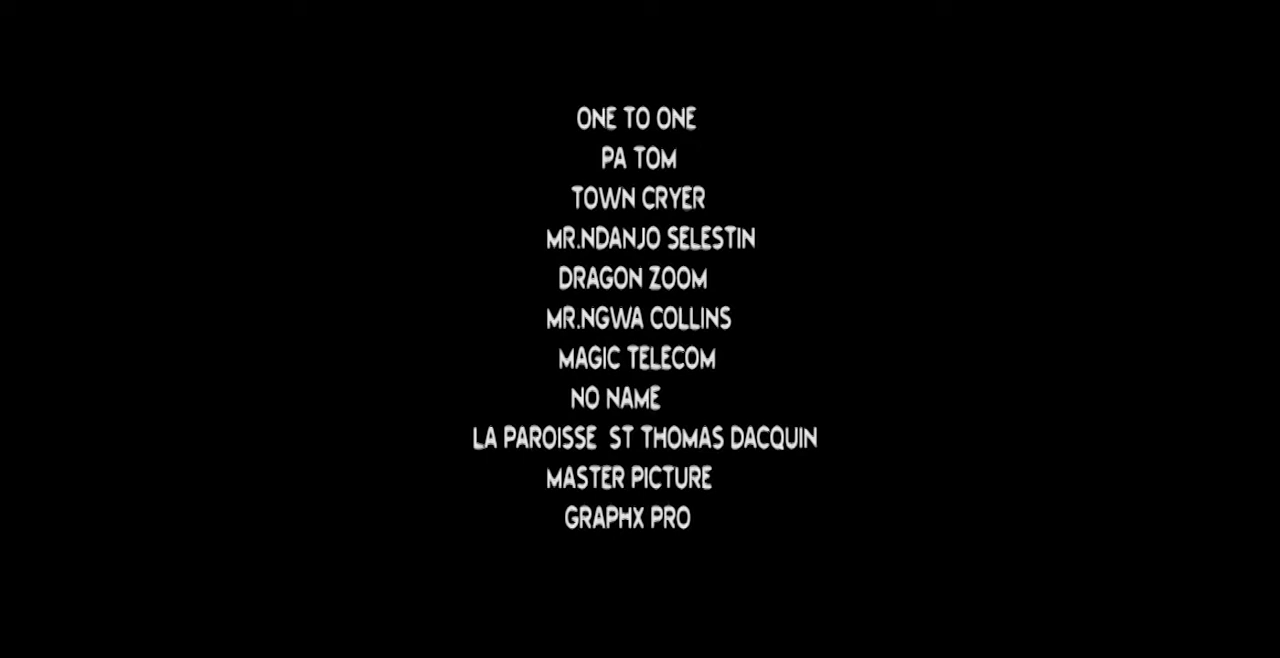 ONE TO ONE
PA TOM
TOWN CRYER
MR.NDANJO SELESTIN
DRAGON ZOOM
MR.NGWA COLLINS
MAGIC TELECOM
NO NAME
LA PAROISSE  ST THOMAS DACQUIN
MASTER PICTURE
GRAPHX PRO